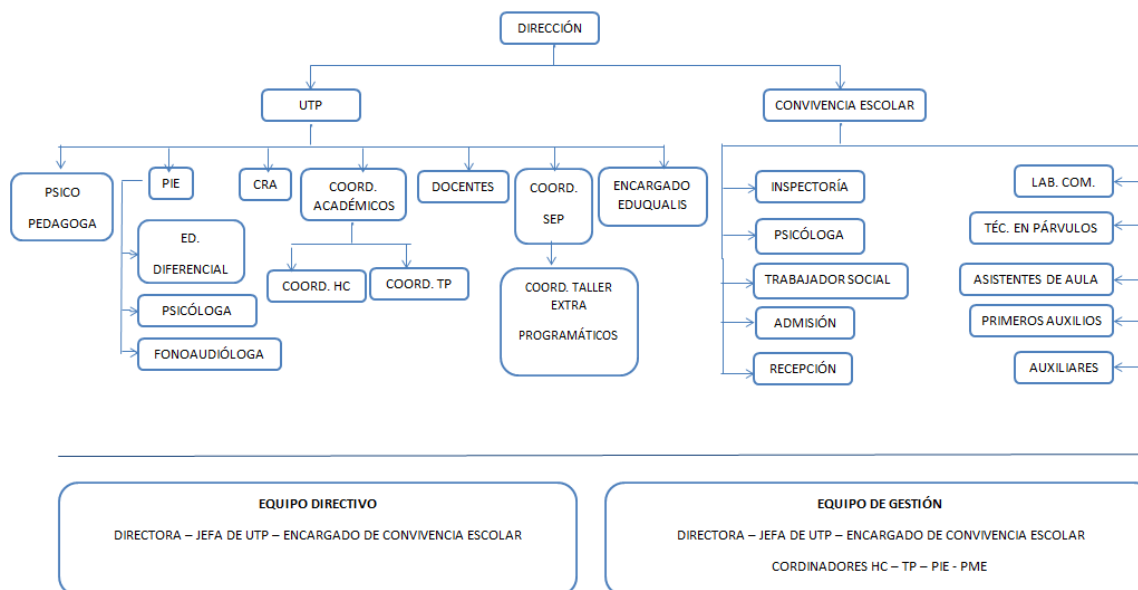 DIRECCIÓN
UTP
CONVIVENCIA ESCOLAR
PSICO
PEDAGOGA
PIE
CRA
COORD.
ACADÉMICOS
DOCENTES
COORD.
SEP
ENCARGADO
EDUQUALIS
ED.
DIFERENCIAL
PSICÓLOGA
FONOAUDIÓLOGA
COORD. HC
COORD. TP
COORD. TALLER
EXTRA
PROGRAMÁTICOS
INSPECTORÍA
PSICÓLOGA
TRABAJADOR SOCIAL
ADMISIÓN
RECEPCIÓN
LAB. COM.
TÉC. EN PÁRVULOS
ASISTENTES DE AULA
PRIMEROS AUXILIOS
AUXILIARES
EQUIPO DIRECTIVO
DIRECTORA – JEFA DE UTP – ENCARGADO DE CONVIVENCIA ESCOLAR
EQUIPO DE GESTIÓN
DIRECTORA – JEFA DE UTP – ENCARGADO DE CONVIVENCIA ESCOLAR
CORDINADORES HC – TP – PIE - PME